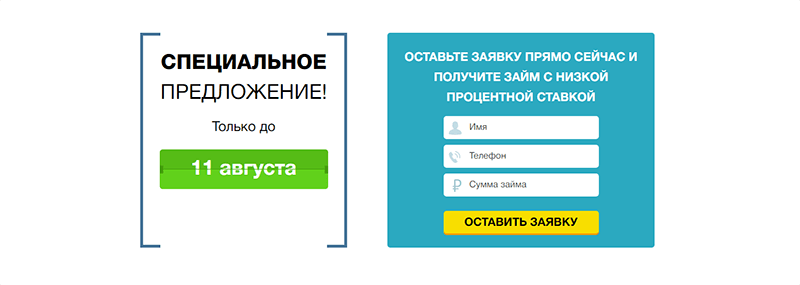 СПЕЦИАЛЬНОЕ
ПРЕДЛОЖЕНИЕ!
Только до
11 августа
ОСТАВЬТЕ ЗАЯВКУ ПРЯМО СЕЙЧАС И
ПОЛУЧИТЕ ЗАЙМ С НИЗКОЙ
ПРОЦЕНТНОЙ СТАВКОЙ
Имя
Телефон
₽ Сумма займа
ОСТАВИТЬ ЗАЯВКУ